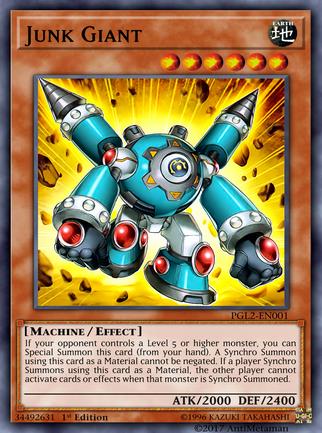 JUNK GIANT
EARTH
地
PGL2-EN001
[MACHINE / EFFECT]
If your opponent controls a Level 5 or higher monster, you can
Special Summon this card (from your hand). A Synchro Summon
using this card as a Material cannot be negated. If a player Synchro
Summons using this card as a Material, the other player cannot
activate cards or effects when that monster is Synchro Summoned.
ATK/2000 DEF/2400
34492631 1st Edition ©1996 KAZUKI TAKAHASHI
©2017 AntiMetaman